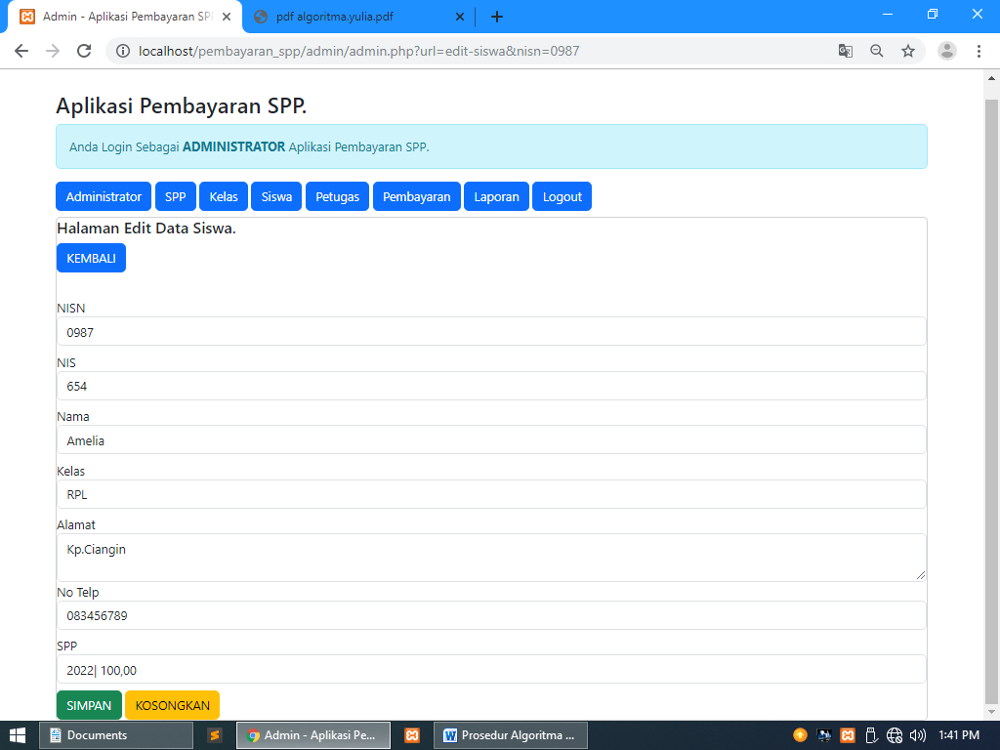 Admin - Aplikasi Pembayaran SP
pdf algoritma.yulia.pdf
localhost/pembayaran_spp/admin/admin.php?url=edit-siswa&nisn=0987
Aplikasi Pembayaran SPP.
Anda Login Sebagai ADMINISTRATOR Aplikasi Pembayaran SPP.
Administrator SPP Kelas Siswa Petugas Pembayaran Laporan Logout
Halaman Edit Data Siswa.
KEMBALI
NISN
0987
NIS
654
Nama
Amelia
Kelas
RPL
Alamat
Kp.Ciangin
No Telp
083456789
SPP
2022| 100,00
SIMPAN KOSONGKAN
Documents Admin - Aplikasi Pe... Prosedur Algoritma ... 1:41 PM